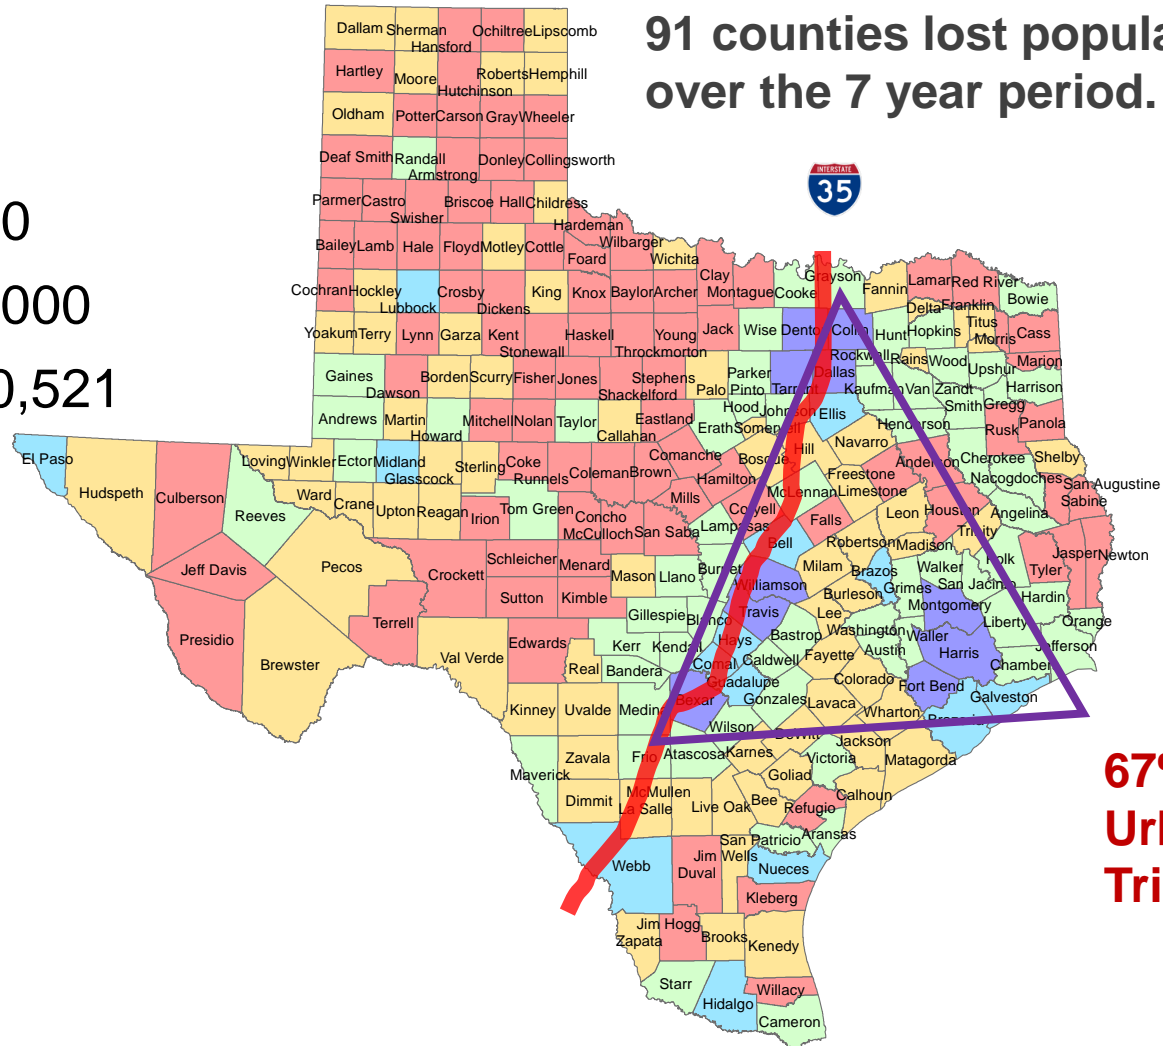 91 counties lost popula
over the 7 year period.
INTERSTATE
35
0
000
0,521
67%
Url
Tri
Dallam Sherman Hansford Ochiltree Lipscomb
Hartley Moore Hutchinson Roberts Hemphill
Oldham Potter Carson Gray Wheeler
Deaf Smith Randall Armstrong Donley Collingsworth
Parmer Castro Swisher Briscoe Hall Childress
Hardeman
Bailey Lamb Hale Floyd Motley Cottle Foard Wilbarger Wichita
Clay Montague Cooke Grayson Fannin Lamar Red River Bowie
Cochran Hockley Lubbock Crosby Dickens King Knox Baylor Archer
Delta Franklin Titus Morris Cass
Yoakum Terry Lynn Garza Kent Stonewall Haskell Throckmorton Young Jack Wise Dento Collin Hunt Hopkins
Rockwall Rains Wood Upshur Marion
Gaines Dawson Borden Scurry Fisher Jones Shackelford Stephens Palo Pinto Parker Tarrant Dallas Kaufman Van Zandt Smith Gregg Harrison
Andrews Martin Howard Mitchell Nolan Taylor Callahan Eastland Erath Hood Somervell Johnson Ellis Henderson Rusk Panola
El Paso Hudspeth Culberson Reeves Loving Winkler Ector Midland Glasscock Sterling Coke Runnels Coleman Brown Comanche Hamilton Bosque Hill Navarro Freestone Limestone Anderson Cherokee Nacogdoches Shelby
Ward Crane Upton Reagan Irion Tom Green Concho McCulloch San Saba Mills Lampasas Coryell McLennan Falls Leon Houston Trinity Angelina San Augustine Sabine
Jeff Davis Pecos Crockett Schleicher Menard Mason Llano Burnet Bell Williamson Milam Robertson Brazos Madison Walker Grimes San Jacinto Polk Tyler Jasper Newton
Presidio Brewster Terrell Sutton Kimble Gillespie Blanco Travis Lee Burleson Washington Montgomery Liberty Hardin Orange Jefferson
Val Verde Edwards Real Kerr Bandera Kendall Comal Hays Caldwell Bastrop Fayette Austin Waller Harris Chambers
Kinney Uvalde Medina Bexar Guadalupe Gonzales Lavaca Colorado Wharton Fort Bend Galveston Brazoria
Maverick Zavala Frio Atascosa Wilson Karnes DeWitt Victoria Jackson Matagorda
Dimmit La Salle McMullen Live Oak Bee Goliad Refugio Calhoun Aransas
Webb Duval Jim Wells San Patricio Nueces Kleberg
Zapata Jim Hogg Brooks Kenedy
Starr Hidalgo Willacy Cameron